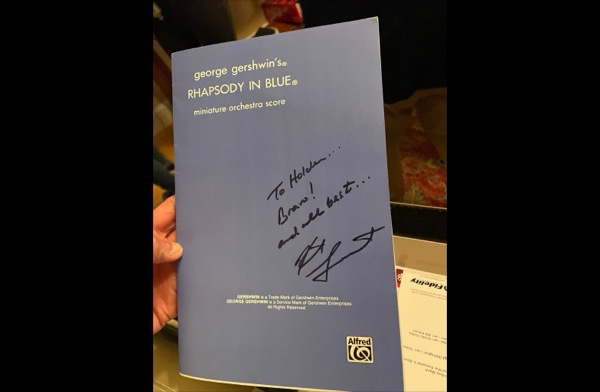 george gershwin's®
RHAPSODY IN BLUE®
miniature orchestra score
To Holden...
Bravo!
and all best...
GERSHWIN is a Trade Mark of Gershwin Enterprises
GEORGE GERSHWIN is a Service Mark of Gershwin Enterprises
All Rights Reserved
Alfred
Fidelity